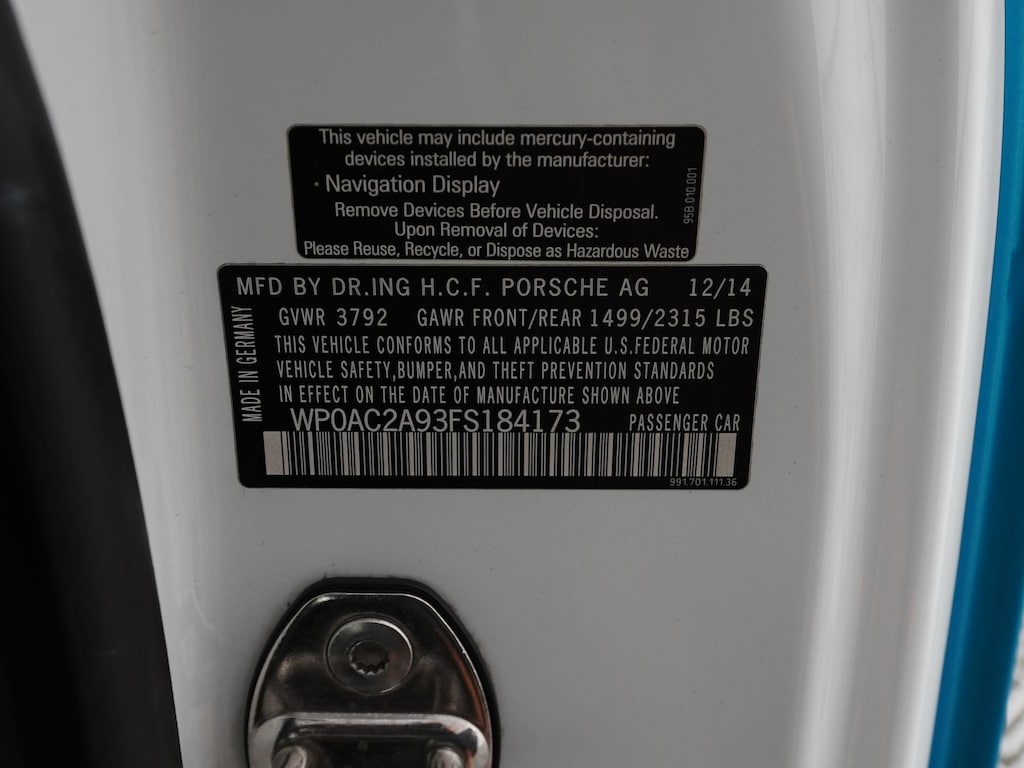 This vehicle may include mercury-containing
devices installed by the manufacturer:
· Navigation Display
Remove Devices Before Vehicle Disposal.
Upon Removal of Devices:
Please Reuse, Recycle, or Dispose as Hazardous Waste
95B.010.001
MFD BY DR.ING H.C.F. PORSCHE AG 12/14
GVWR 3792 GAWR FRONT/REAR 1499/2315 LBS
THIS VEHICLE CONFORMS TO ALL APPLICABLE U.S.FEDERAL MOTOR
VEHICLE SAFETY,BUMPER,AND THEFT PREVENTION STANDARDS
IN EFFECT ON THE DATE OF MANUFACTURE SHOWN ABOVE
WP0AC2A93FS184173 PASSENGER CAR
991.701.111.36
MADE IN GERMANY